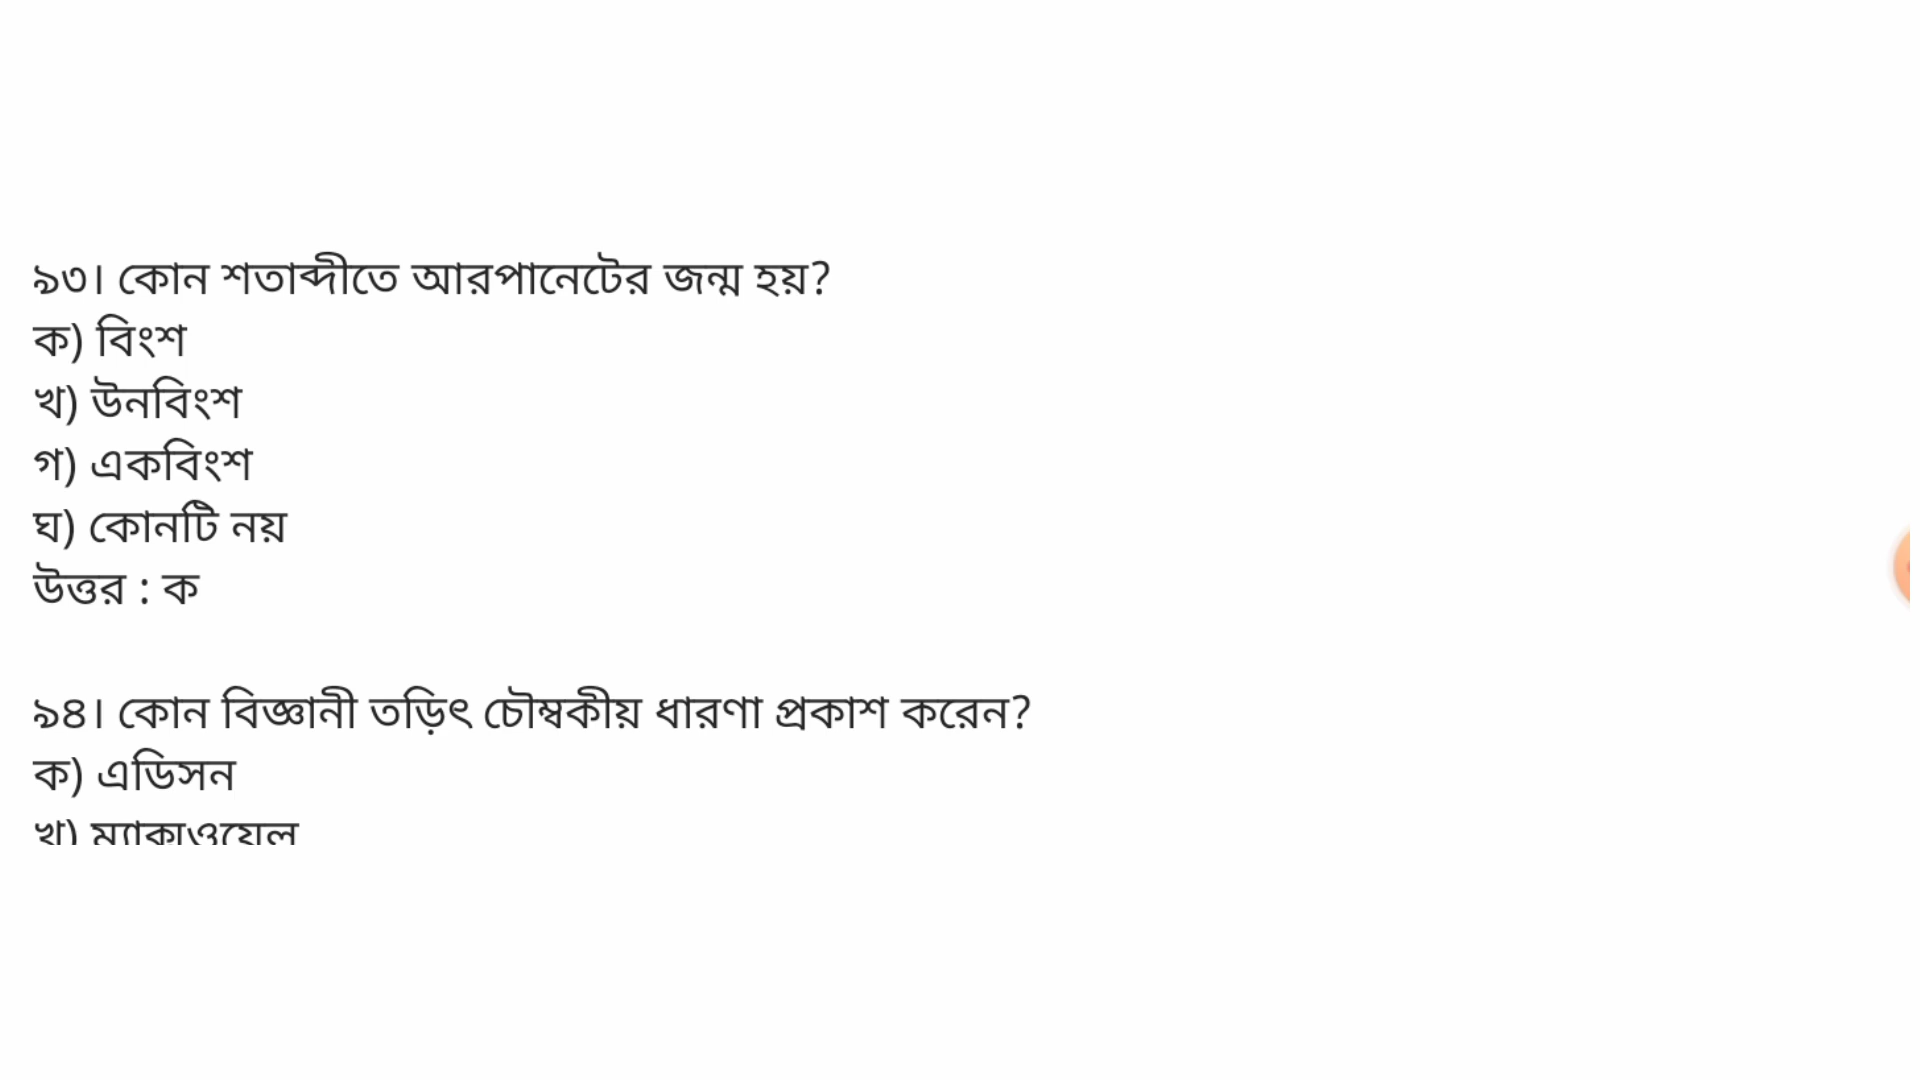 ৯৩। কোন শতাব্দীতে আরপানেটের জন্ম হয়?
ক) বিংশ
খ) উনবিংশ
গ) একবিংশ
ঘ) কোনটি নয়
উত্তর : ক
৯৪। কোন বিজ্ঞানী তড়িৎ চৌম্বকীয় ধারণা প্রকাশ করেন?
ক) এডিসন
খ) ম্যাক্সওয়েল